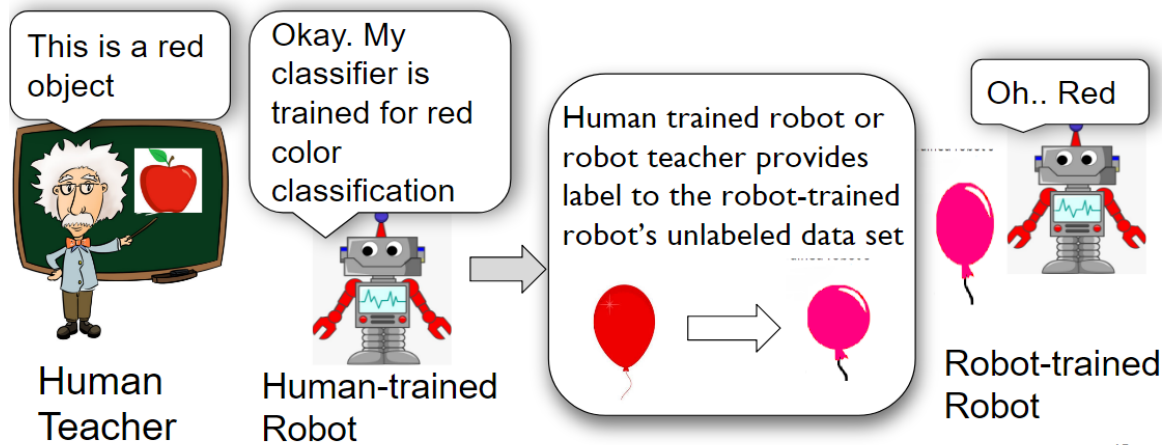 This is a red
object
Okay. My
classifier is
trained for red
color
classification
Human trained robot or
robot teacher provides
label to the robot-trained
robot's unlabeled data set
Oh.. Red
Human
Teacher
Human-trained
Robot
Robot-trained
Robot